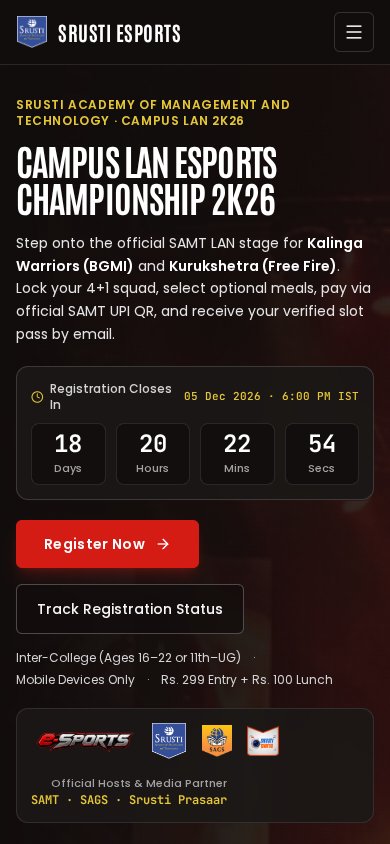 SRUSTI
SRUSTI ESPORTS
SRUSTI ACADEMY OF MANAGEMENT AND
TECHNOLOGY · CAMPUS LAN 2K26
CAMPUS LAN ESPORTS
CHAMPIONSHIP 2K26
Step onto the official SAMT LAN stage for Kalinga
Warriors (BGMI) and Kurukshetra (Free Fire).
Lock your 4+1 squad, select optional meals, pay via
official SAMT UPI QR, and receive your verified slot
pass by email.
Registration Closes
In
05 Dec 2026 · 6:00 PM IST
18 20 22 54
Days Hours Mins Secs
Register Now →
Track Registration Status
Inter-College (Ages 16–22 or 11th–UG) ·
Mobile Devices Only · Rs. 299 Entry + Rs. 100 Lunch
e-SPORTS SRUSTI SAGS
Official Hosts & Media Partner
SAMT · SAGS · Srusti Prasaar